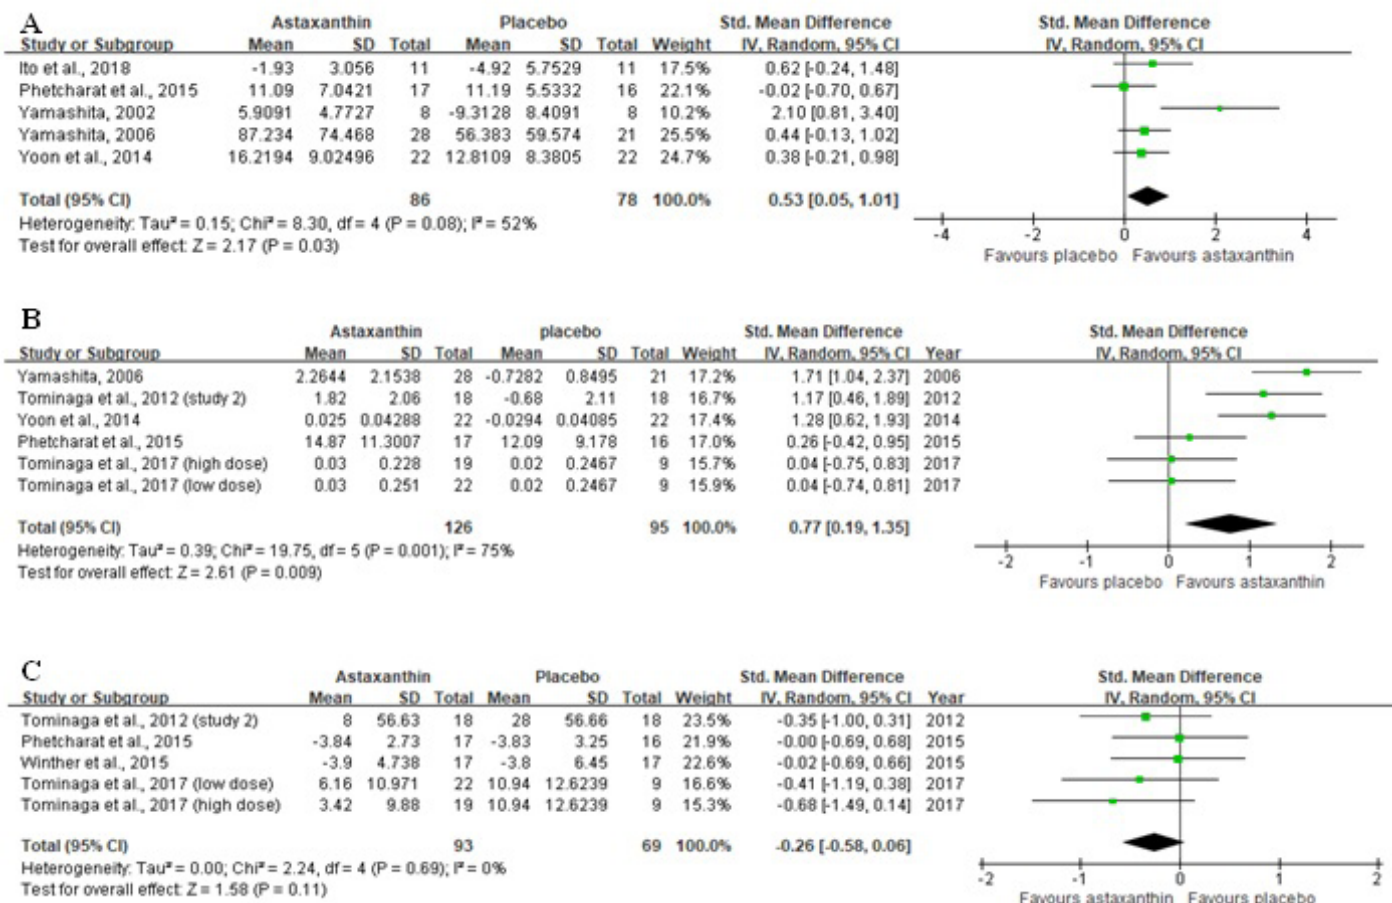 A
Astaxanthin Placebo Std. Mean Difference Std. Mean Difference
Study or Subgroup Mean SD Total Mean SD Total Weight IV, Random, 95% CI IV, Random, 95% CI
Ito et al., 2018 -1.93 3.056 11 -4.92 5.7529 11 17.5% 0.62 [-0.24, 1.48]
Phetcharat et al., 2015 11.09 7.0421 17 11.19 5.5332 16 22.1% -0.02 [-0.70, 0.67]
Yamashita, 2002 5.9091 4.7727 8 -9.3128 8.4091 8 10.2% 2.10 [0.81, 3.40]
Yamashita, 2006 87.234 74.468 28 56.383 59.574 21 25.5% 0.44 [-0.13, 1.02]
Yoon et al., 2014 16.2194 9.02496 22 12.8109 8.3805 22 24.7% 0.38 [-0.21, 0.98]
Total (95% CI) 86 78 100.0% 0.53 [0.05, 1.01]
Heterogeneity: Tau² = 0.15; Chi² = 8.30, df = 4 (P = 0.08); I² = 52%
Test for overall effect: Z = 2.17 (P = 0.03)
-4 -2 0 2 4
Favours placebo Favours astaxanthin
B
Astaxanthin placebo Std. Mean Difference Std. Mean Difference
Study or Subgroup Mean SD Total Mean SD Total Weight IV, Random, 95% CI Year IV, Random, 95% CI
Yamashita, 2006 2.2644 2.1538 28 -0.7282 0.8495 21 17.2% 1.71 [1.04, 2.37] 2006
Tominaga et al., 2012 (study 2) 1.82 2.06 18 -0.68 2.11 18 16.7% 1.17 [0.46, 1.89] 2012
Yoon et al., 2014 0.025 0.04288 22 -0.0294 0.04085 22 17.4% 1.28 [0.62, 1.93] 2014
Phetcharat et al., 2015 14.87 11.3007 17 12.09 9.178 16 17.0% 0.26 [-0.42, 0.95] 2015
Tominaga et al., 2017 (high dose) 0.03 0.228 19 0.02 0.2467 9 15.7% 0.04 [-0.75, 0.83] 2017
Tominaga et al., 2017 (low dose) 0.03 0.251 22 0.02 0.2467 9 15.9% 0.04 [-0.74, 0.81] 2017
Total (95% CI) 126 95 100.0% 0.77 [0.19, 1.35]
Heterogeneity: Tau² = 0.39; Chi² = 19.75, df = 5 (P = 0.001); I² = 75%
Test for overall effect: Z = 2.61 (P = 0.009)
-2 -1 0 1 2
Favours placebo Favours astaxanthin
C
Astaxanthin Placebo Std. Mean Difference Std. Mean Difference
Study or Subgroup Mean SD Total Mean SD Total Weight IV, Random, 95% CI Year IV, Random, 95% CI
Tominaga et al., 2012 (study 2) 8 56.63 18 28 56.66 18 23.5% -0.35 [-1.00, 0.31] 2012
Phetcharat et al., 2015 -3.84 2.73 17 -3.83 3.25 16 21.9% -0.00 [-0.69, 0.68] 2015
Winther et al., 2015 -3.9 4.738 17 -3.8 6.45 17 22.6% -0.02 [-0.69, 0.66] 2015
Tominaga et al., 2017 (low dose) 6.16 10.971 22 10.94 12.6239 9 16.6% -0.41 [-1.19, 0.38] 2017
Tominaga et al., 2017 (high dose) 3.42 9.88 19 10.94 12.6239 9 15.3% -0.68 [-1.49, 0.14] 2017
Total (95% CI) 93 69 100.0% -0.26 [-0.58, 0.06]
Heterogeneity: Tau² = 0.00; Chi² = 2.24, df = 4 (P = 0.69); I² = 0%
Test for overall effect: Z = 1.58 (P = 0.11)
-2 -1 0 1 2
Favours astaxanthin Favours placebo